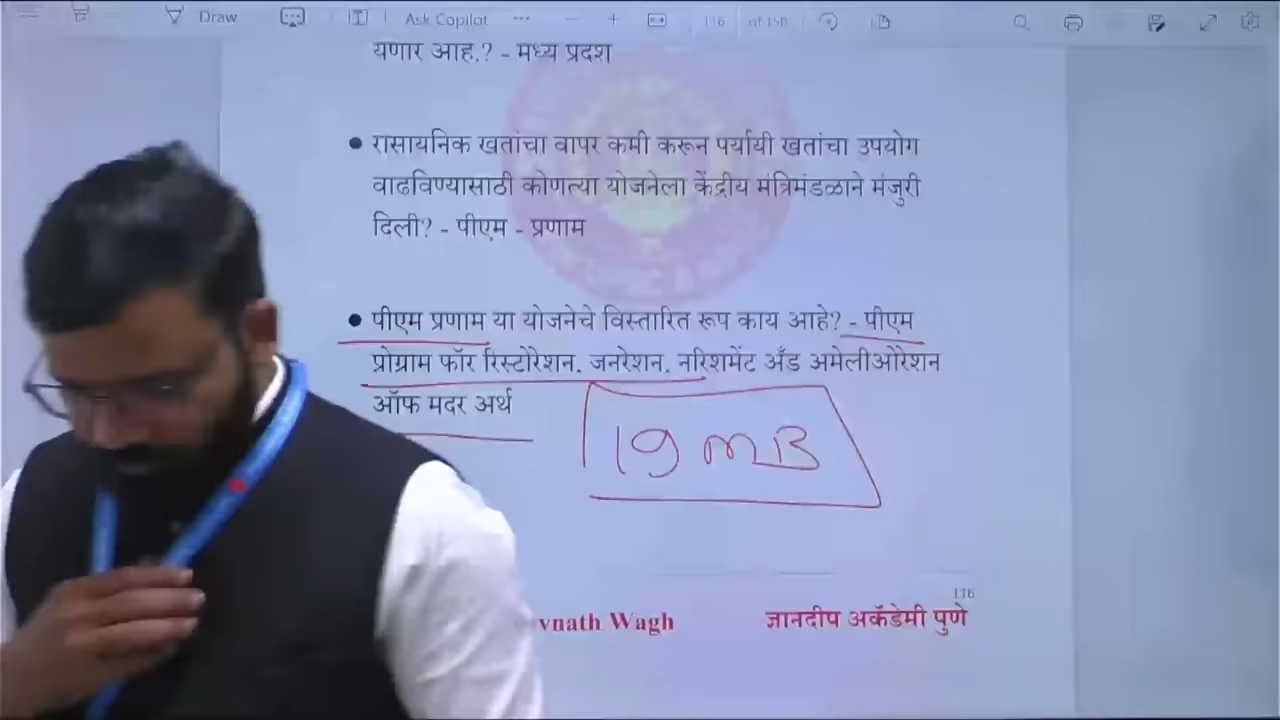 Draw
Ask Copilot
116 of 150
यणार आह.? - मध्य प्रदश
• रासायनिक खतांचा वापर कमी करून पर्यायी खतांचा उपयोग
वाढविण्यासाठी कोणत्या योजनेला केंद्रीय मंत्रिमंडळाने मंजुरी
दिली? - पीएम - प्रणाम
• पीएम प्रणाम या योजनेचे विस्तारित रूप काय आहे? - पीएम
प्रोग्राम फॉर रिस्टोरेशन, जनरेशन, नरिशमेंट अँड अमेलीओरेशन
ऑफ मदर अर्थ
19 MB
116
vnath Wagh ज्ञानदीप अकॅडेमी पुणे